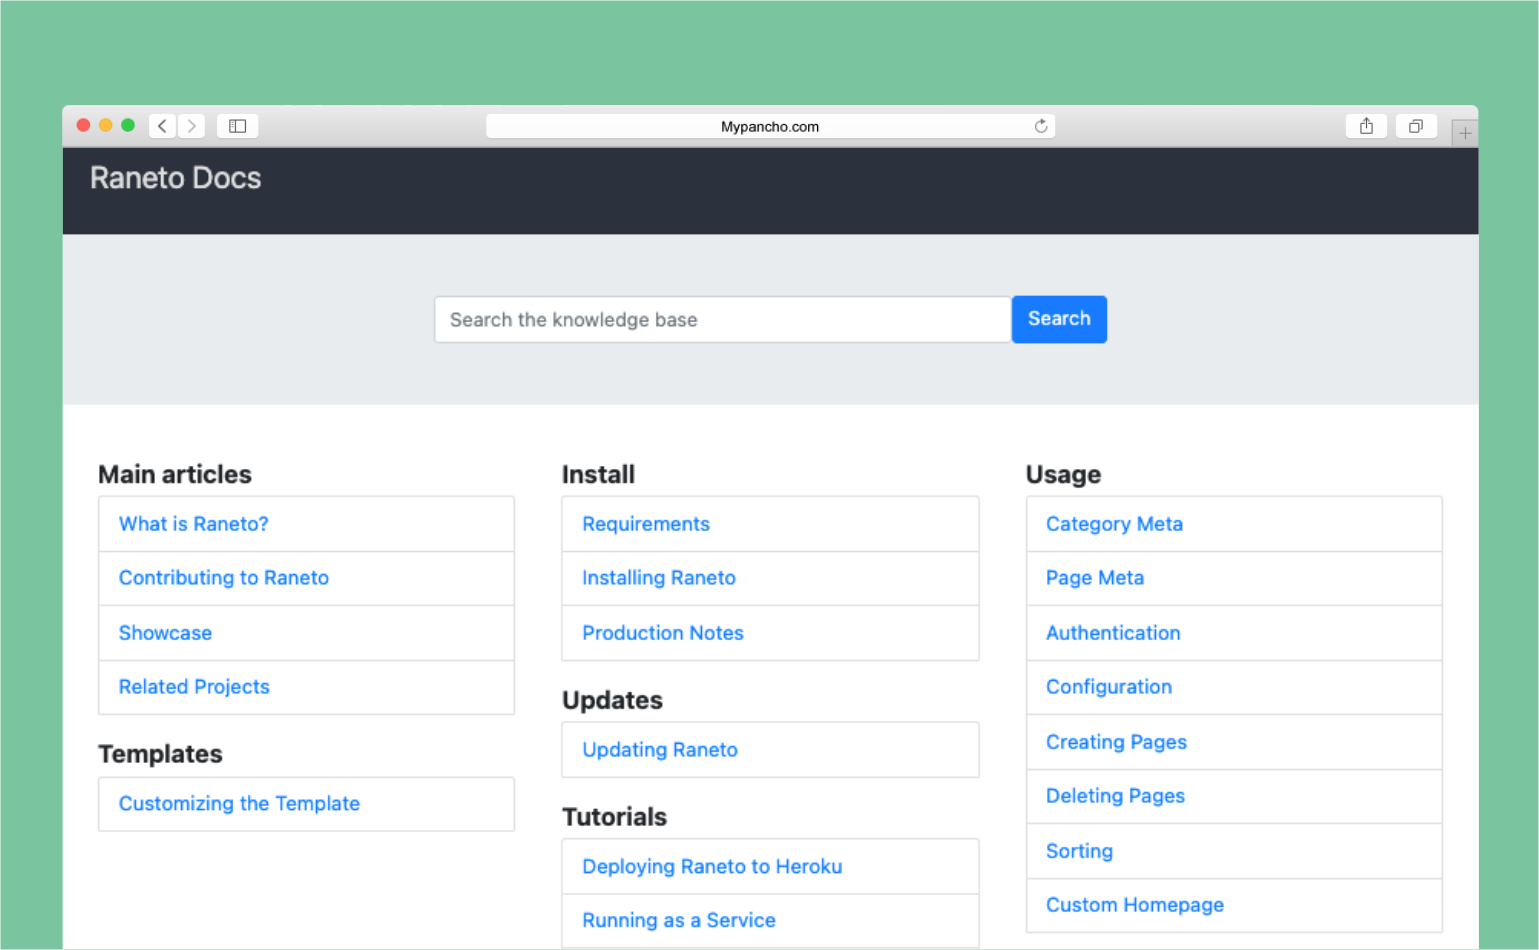 Mypancho.com
Raneto Docs
Search the knowledge base
Search
Main articles
What is Raneto?
Contributing to Raneto
Showcase
Related Projects
Templates
Customizing the Template
Install
Requirements
Installing Raneto
Production Notes
Updates
Updating Raneto
Tutorials
Deploying Raneto to Heroku
Running as a Service
Usage
Category Meta
Page Meta
Authentication
Configuration
Creating Pages
Deleting Pages
Sorting
Custom Homepage